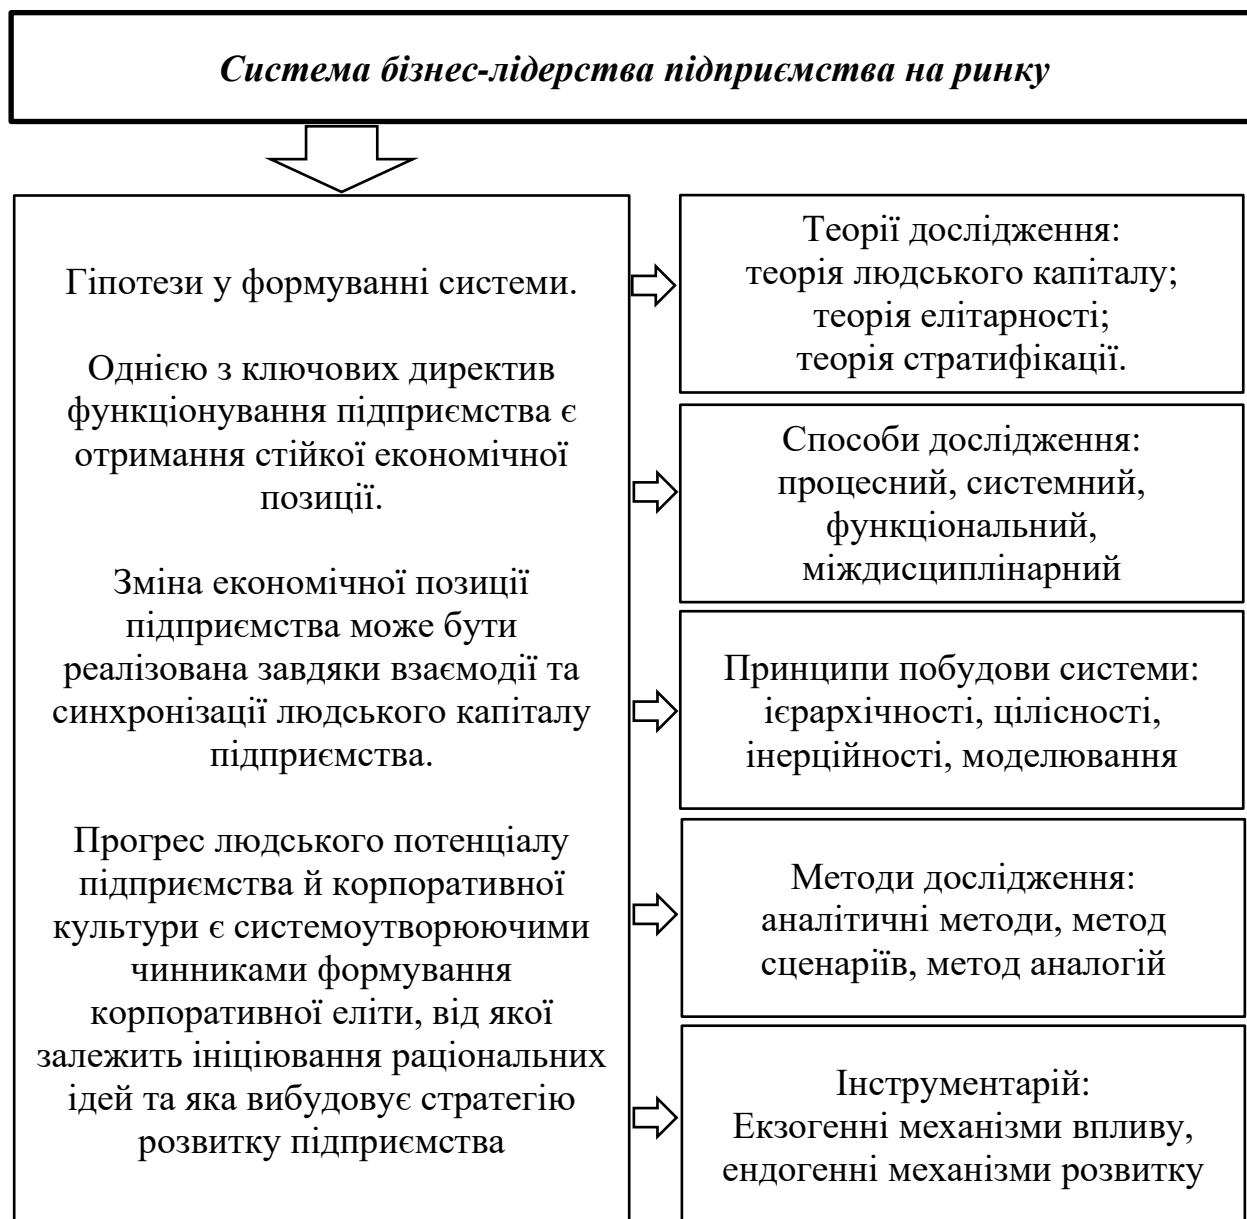 Система бізнес-лідерства підприємства на ринку
Гіпотези у формуванні системи.
Однією з ключових директив
функціонування підприємства є
отримання стійкої економічної
позиції.
Зміна економічної позиції
підприємства може бути
реалізована завдяки взаємодії та
синхронізації людського капіталу
підприємства.
Прогрес людського потенціалу
підприємства й корпоративної
культури є системоутворюючими
чинниками формування
корпоративної еліти, від якої
залежить ініціювання раціональних
ідей та яка вибудовує стратегію
розвитку підприємства
Теорії дослідження:
теорія людського капіталу;
теорія елітарності;
теорія стратифікації.
Способи дослідження:
процесний, системний,
функціональний,
міждисциплінарний
Принципи побудови системи:
ієрархічності, цілісності,
інерційності, моделювання
Методи дослідження:
аналітичні методи, метод
сценаріїв, метод аналогій
Інструментарій:
Екзогенні механізми впливу,
ендогенні механізми розвитку